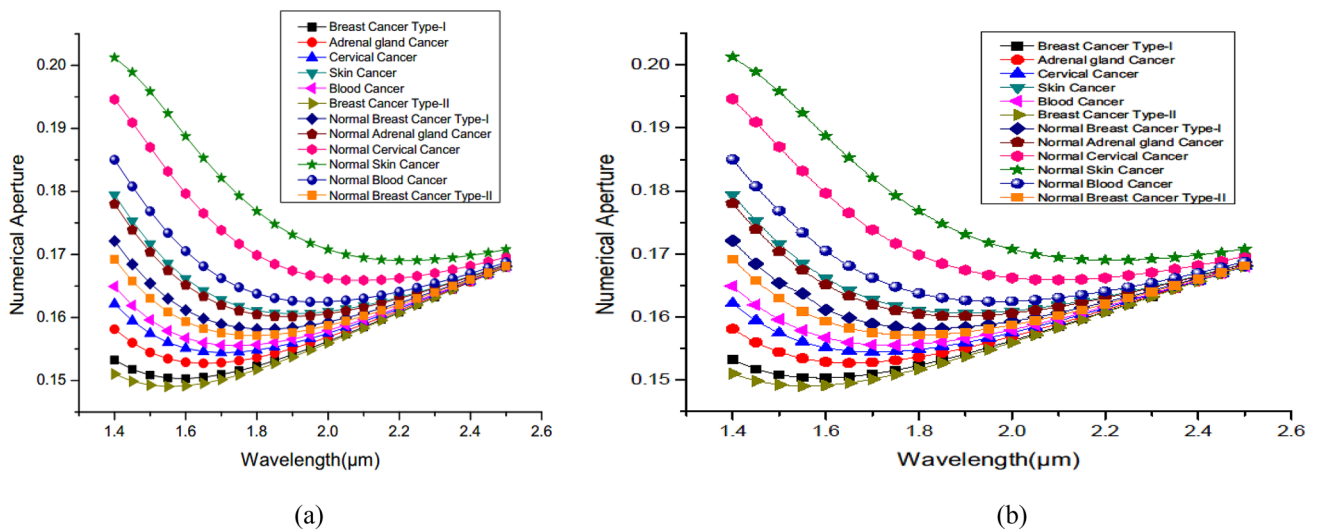 Breast Cancer Type-I
Adrenal gland Cancer
Cervical Cancer
Skin Cancer
Blood Cancer
Breast Cancer Type-II
Normal Breast Cancer Type-I
Normal Adrenal gland Cancer
Normal Cervical Cancer
Normal Skin Cancer
Normal Blood Cancer
Normal Breast Cancer Type-II
0.20
0.19
0.18
0.17
0.16
0.15
Numerical Aperture
1.4 1.6 1.8 2.0 2.2 2.4 2.6
Wavelength(μm)
(a)
Breast Cancer Type-I
Adrenal gland Cancer
Cervical Cancer
Skin Cancer
Blood Cancer
Breast Cancer Type-II
Normal Breast Cancer Type-I
Normal Adrenal gland Cancer
Normal Cervical Cancer
Normal Skin Cancer
Normal Blood Cancer
Normal Breast Cancer Type-II
0.20
0.19
0.18
0.17
0.16
0.15
Numerical Aperture
1.4 1.6 1.8 2.0 2.2 2.4 2.6
Wavelength(μm)
(b)